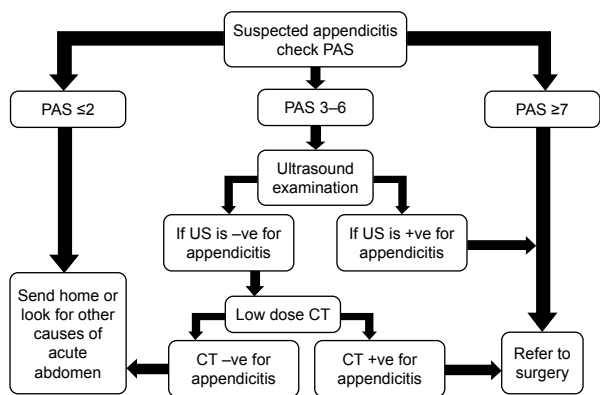 Suspected appendicitis
check PAS
PAS ≤2
PAS 3–6
PAS ≥7
Ultrasound
examination
If US is –ve for
appendicitis
If US is +ve for
appendicitis
Send home or
look for other
causes of
acute
abdomen
Low dose CT
CT –ve for
appendicitis
CT +ve for
appendicitis
Refer to
surgery